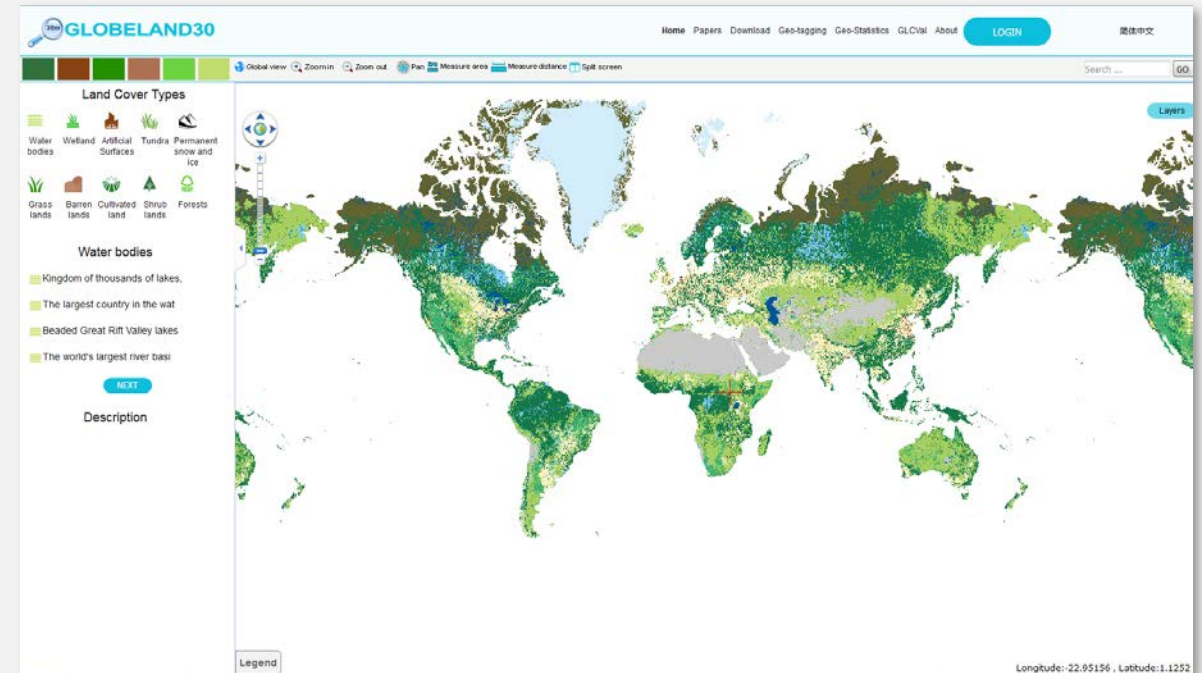 30m GLOBELAND30
Home Papers Download Geo-tagging Geo-Statistics GLCVal About LOGIN 简体中文
Global view Zoom in Zoom out Pan Measure area Measure distance Split screen
Search ... GO
Layers
Land Cover Types
Water bodies
Wetland
Artificial Surfaces
Tundra
Permanent snow and ice
Grass lands
Barren lands
Cultivated land
Shrub lands
Forests
Water bodies
Kingdom of thousands of lakes,
The largest country in the wat
Beaded Great Rift Valley lakes
The world's largest river basi
NEXT
Description
Legend
Longitude:-22.95156 , Latitude:1.1252